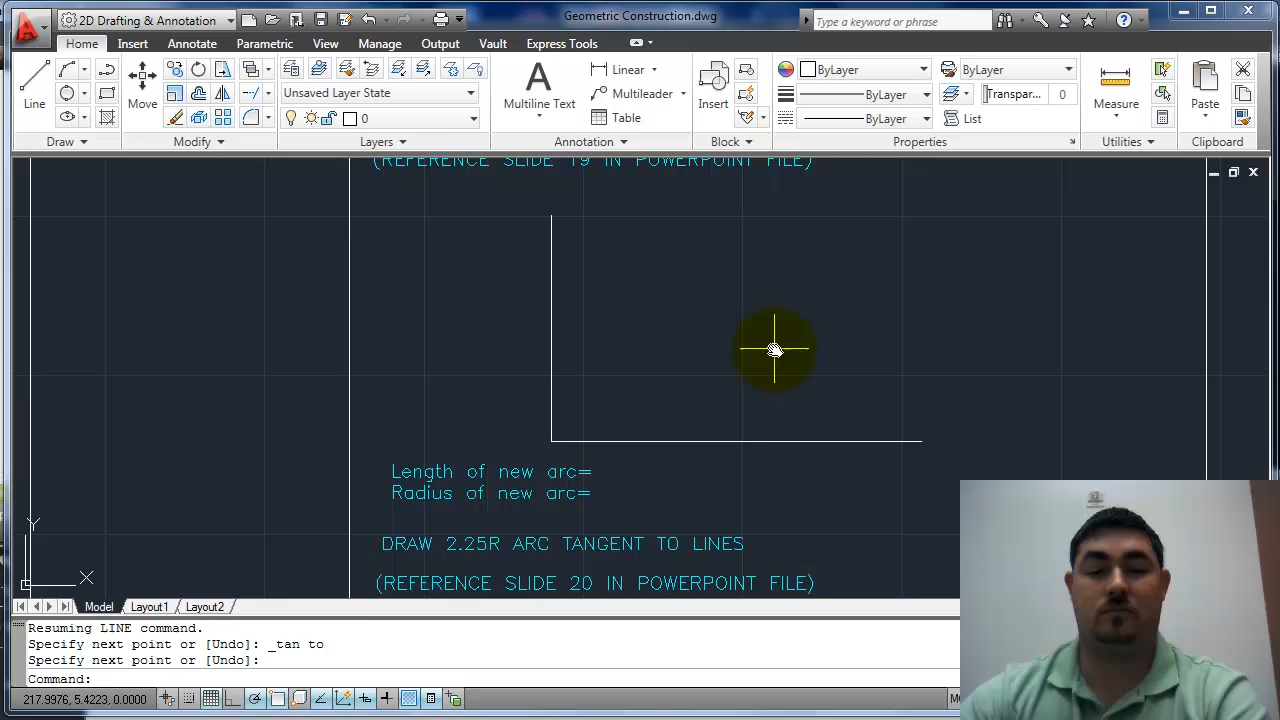 2D Drafting & Annotation
Geometric Construction.dwg
Type a keyword or phrase
Home Insert Annotate Parametric View Manage Output Vault Express Tools
Line
Move
Unsaved Layer State
0
Multiline Text
Linear
Multileader
Table
Insert
ByLayer
ByLayer
ByLayer
ByLayer
Transpar... 0
List
Measure
Paste
Draw Modify Layers Annotation Block Properties Utilities Clipboard
(REFERENCE SLIDE 19 IN POWERPOINT FILE)
Length of new arc=
Radius of new arc=
DRAW 2.25R ARC TANGENT TO LINES
(REFERENCE SLIDE 20 IN POWERPOINT FILE)
Y
X
Model Layout1 Layout2
Resuming LINE command.
Specify next point or [Undo]: _tan to
Specify next point or [Undo]:
Command:
217.9976, 5.4223, 0.0000